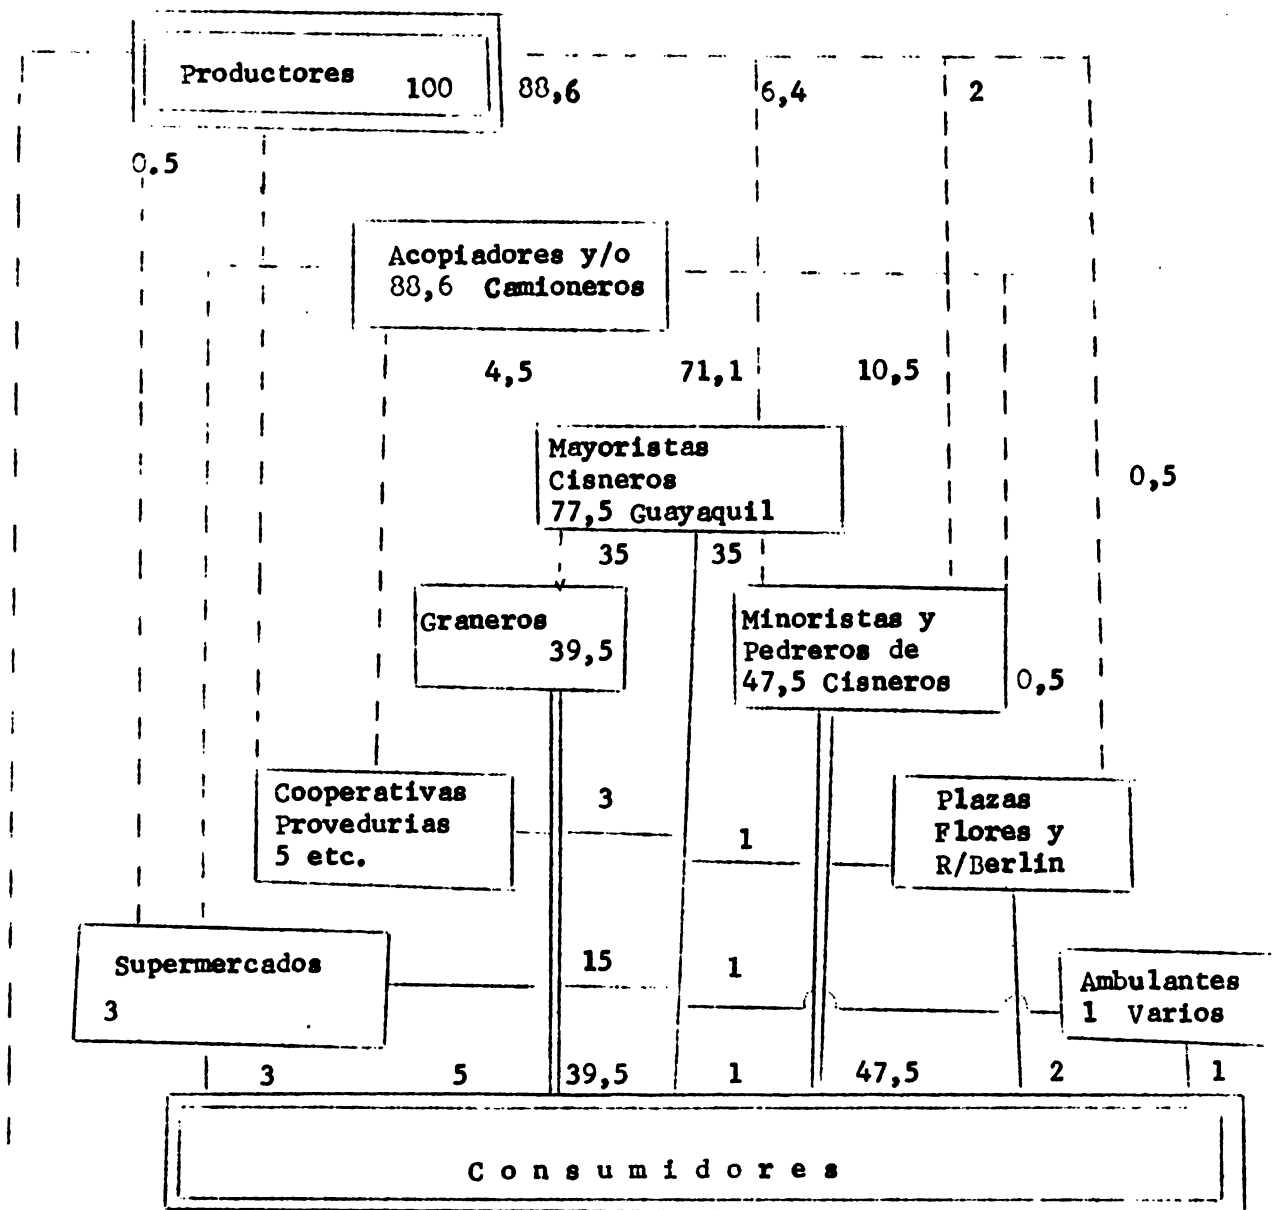 Productores
100 88,6 6,4 2
0.5
Acopiadores y/o
88,6 Camioneros
4,5 71,1 10,5
Mayoristas
Cisneros
77,5 Guayaquil
0,5
35 35
Graneros
39,5
Minoristas y
Pedreros de
47,5 Cisneros
0,5
Cooperativas
Provedurias
5 etc.
3
1
Plazas
Flores y
R/Berlin
Supermercados
3
15
1
Ambulantes
1 Varios
3 5 39,5 1 47,5 2 1
Consumidores